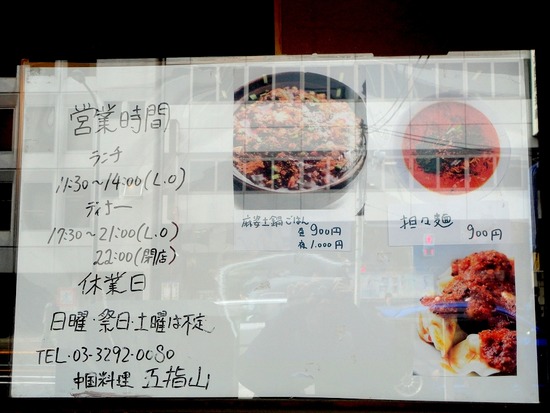 営業時間
ランチ
11:30〜14:00(L.O)
ディナー
17:30〜21:00(L.O)
22:00(閉店)
休業日
日曜・祭日・土曜は不定
TEL・03-3292-0080
中国料理 五指山
麻婆土鍋ごはん
昼 900円
夜 1.000円
担々麺 900円